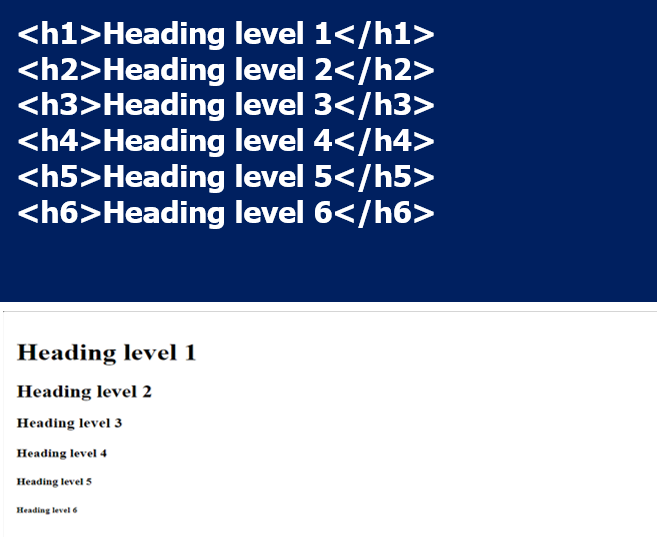 <h1>Heading level 1</h1>
<h2>Heading level 2</h2>
<h3>Heading level 3</h3>
<h4>Heading level 4</h4>
<h5>Heading level 5</h5>
<h6>Heading level 6</h6>
Heading level 1
Heading level 2
Heading level 3
Heading level 4
Heading level 5
Heading level 6